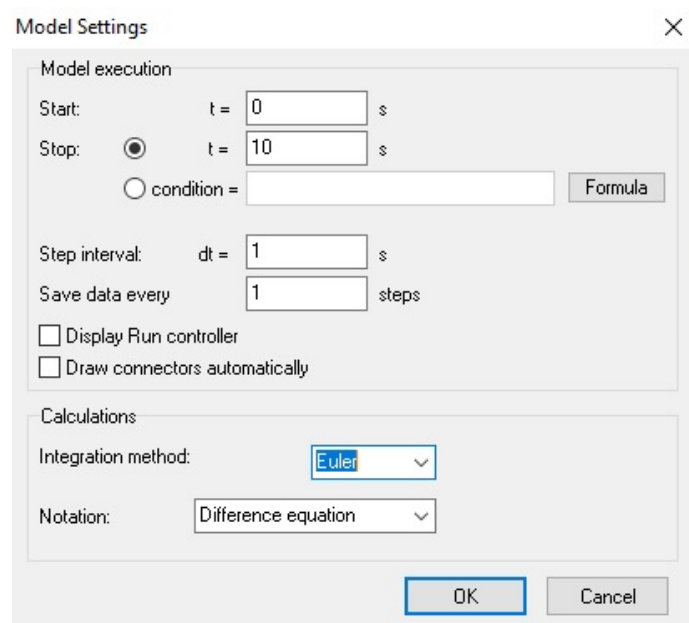 Model Settings
Model execution
Start: t = 0 s
Stop: t = 10 s
condition = Formula
Step interval: dt = 1 s
Save data every 1 steps
Display Run controller
Draw connectors automatically
Calculations
Integration method: Euler
Notation: Difference equation
OK Cancel